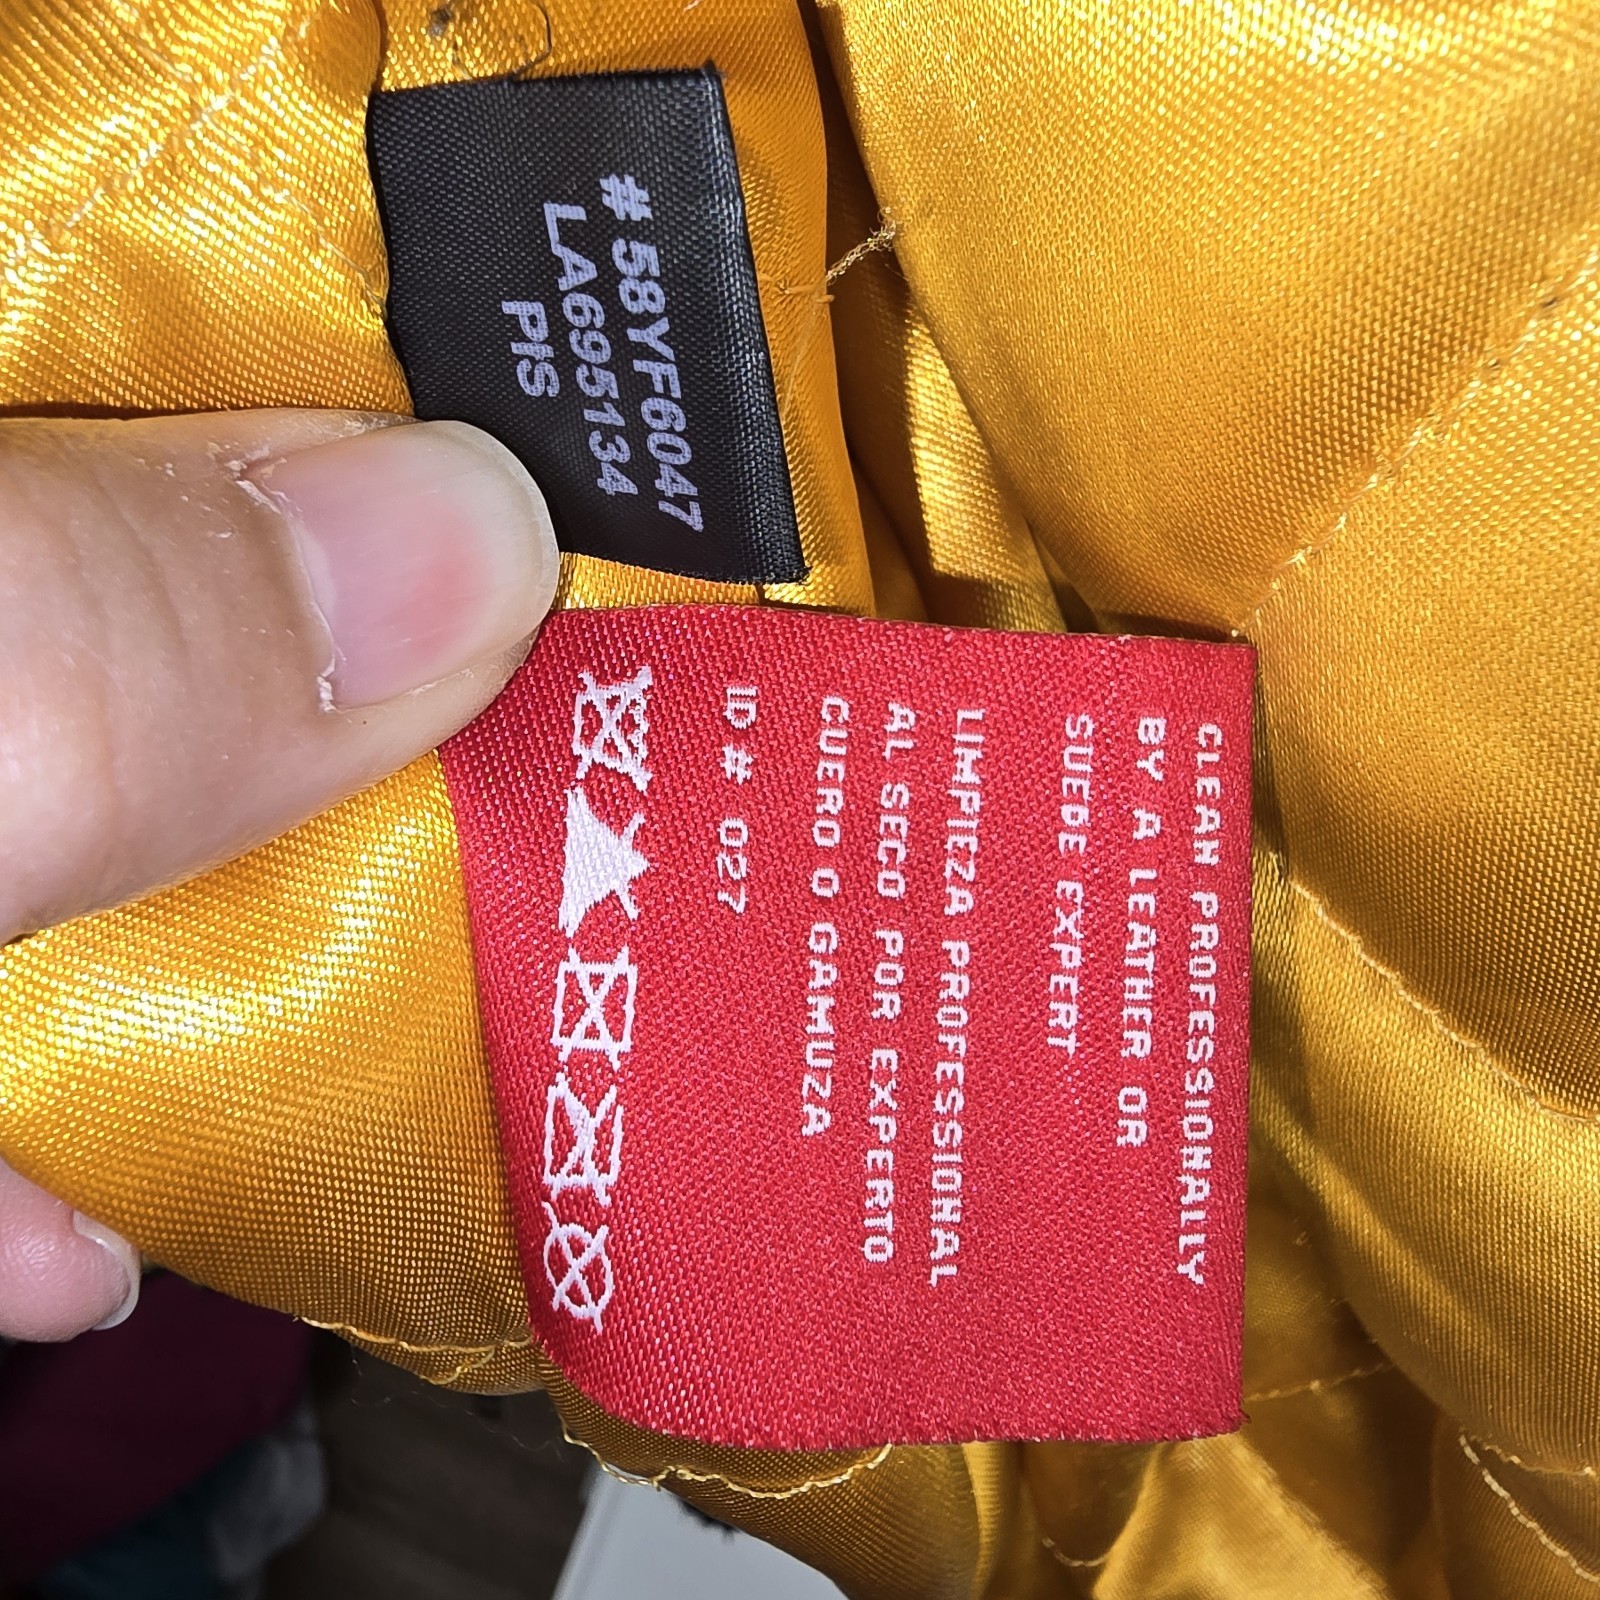 # 58YF6047
LA695134
PIS
CLEAN PROFESSIONALLY
BY A LEATHER OR
SUEDE EXPERT
LIMPIEZA PROFESSIONAL
AL SECO POR EXPERTO
CUERO O GAMUZA
ID# 027